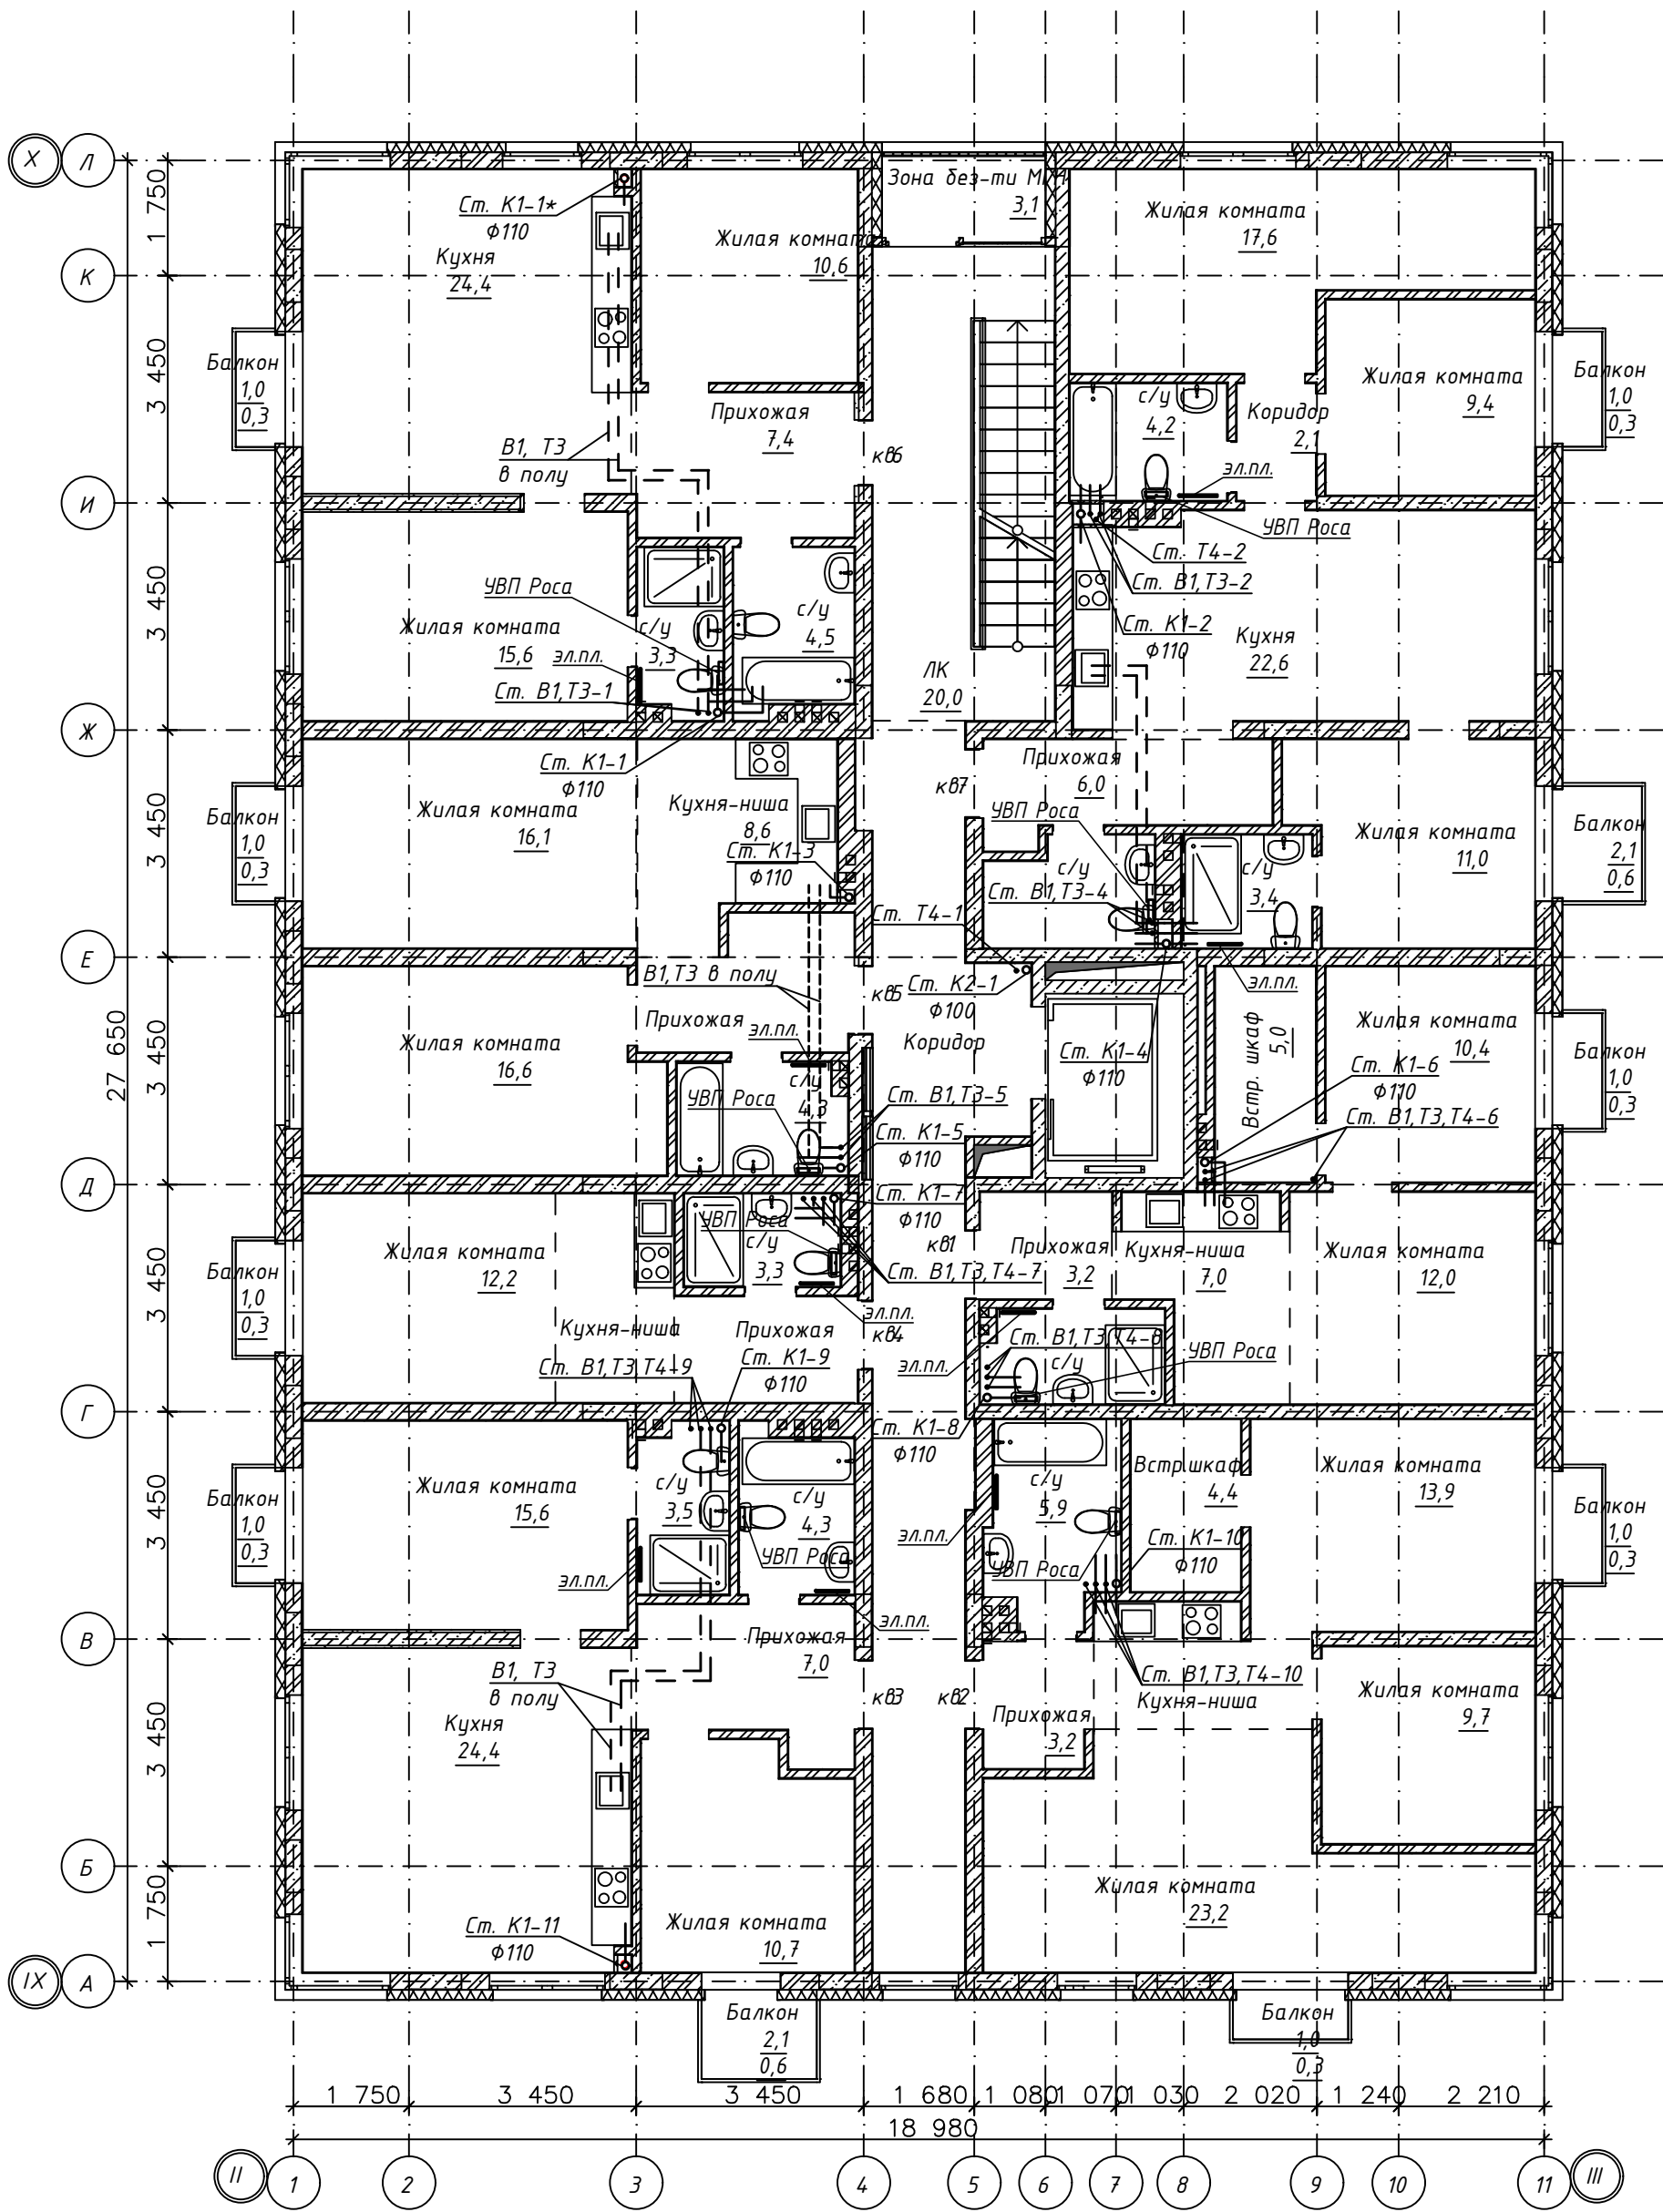 X
Л
К
И
Ж
Е
Д
Г
В
Б
IX
А
1 750
3 450
3 450
3 450
3 450
3 450
3 450
3 450
1 750
27 650
Ст. К1-1*
ф110
Кухня
24,4
Жилая комната
10,6
Зона без-ти М
3,1
Жилая комната
17,6
Балкон
1,0
0,3
Прихожая
7,4
В1, Т3
в полу
кв6
с/у
4,2
Коридор
2,1
эл.пл.
УВП Роса
Жилая комната
9,4
Балкон
1,0
0,3
Ст. Т4-2
Ст. В1,Т3-2
Ст. К1-2
ф110
Кухня
22,6
УВП Роса
Жилая комната
15,6
эл.пл.
с/у
3,3
с/у
4,5
Ст. В1,Т3-1
Ст. К1-1
ф110
ЛК
20,0
Балкон
1,0
0,3
Жилая комната
16,1
Кухня-ниша
8,6
Ст. К1-3
ф110
Прихожая
6,0
кв7
УВП Роса
с/у
Ст. В1,Т3-4
с/у
3,4
Жилая комната
11,0
Балкон
2,1
0,6
Ст. Т4-1
В1,Т3 в полу
Ст. К2-1
ф100
кв5
эл.пл.
Прихожая
эл.пл.
Коридор
Жилая комната
16,6
с/у
4,3
УВП Роса
Ст. К1-4
ф110
Встр. шкаф
5,0
Жилая комната
10,4
Ст. К1-6
ф110
Ст. В1,Т3,Т4-6
Балкон
1,0
0,3
Ст. В1,Т3-5
Ст. К1-5
ф110
Ст. К1-7
ф110
УВП Роса
с/у
3,3
Жилая комната
12,2
Балкон
1,0
0,3
кв1
Ст. В1,Т3,Т4-7
Прихожая
3,2
Кухня-ниша
7,0
Жилая комната
12,0
эл.пл.
кв4
Кухня-ниша
Прихожая
Ст. В1,Т3,Т4-9
Ст. К1-9
ф110
Ст. В1,Т3,Т4-8
эл.пл.
с/у
УВП Роса
Ст. К1-8
ф110
Балкон
1,0
0,3
Жилая комната
15,6
с/у
3,5
с/у
4,3
УВП Роса
эл.пл.
эл.пл.
эл.пл.
с/у
5,9
УВП Роса
Встр.шкаф
4,4
Ст. К1-10
ф110
Жилая комната
13,9
Балкон
1,0
0,3
Прихожая
7,0
В1, Т3
в полу
Кухня
24,4
кв3
кв2
Ст. В1,Т3,Т4-10
Кухня-ниша
Прихожая
3,2
Жилая комната
9,7
Жилая комната
23,2
Ст. К1-11
ф110
Жилая комната
10,7
Балкон
2,1
0,6
Балкон
1,0
0,3
1 750
3 450
3 450
1 680
1 080
1 070
1 030
2 020
1 240
2 210
18 980
II
1
2
3
4
5
6
7
8
9
10
11
III